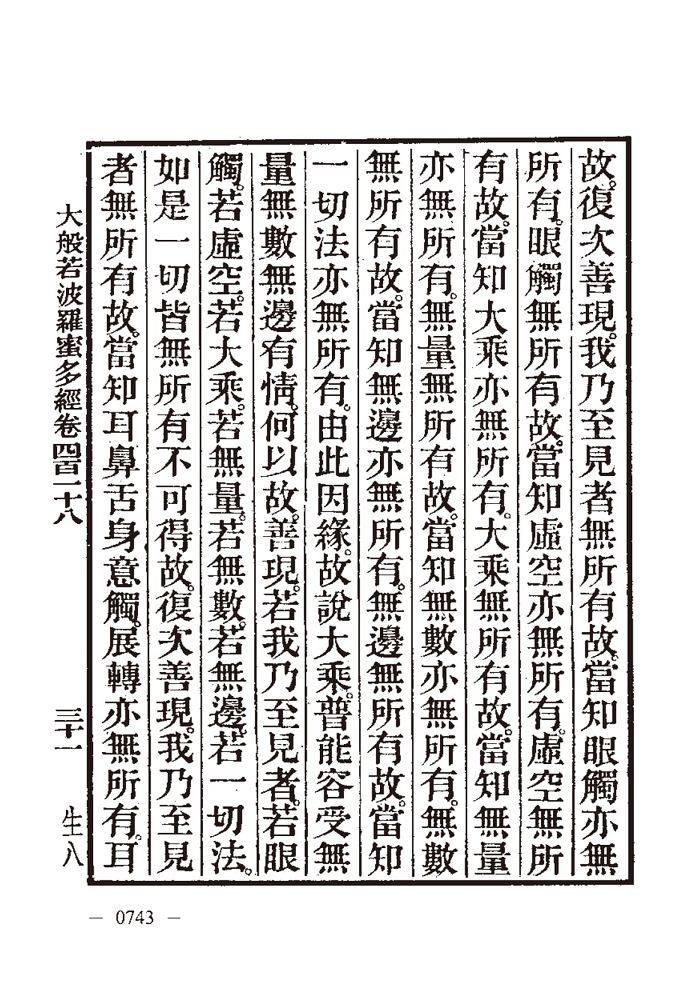 故。復次善現。我乃至見者無所有故。當知眼觸亦無
所有。眼觸無所有故。當知虛空亦無所有。虛空無所
有故。當知大乘亦無所有。大乘無所有故。當知無量
亦無所有。無量無所有故。當知無數亦無所有。無數
無所有故。當知無邊亦無所有。無邊無所有故。當知
一切法亦無所有。由此因緣。故說大乘。普能容受無
量無數無邊有情。何以故。善現。若我乃至見者。若眼
觸。若虛空。若大乘。若無量。若無數。若無邊。若一切法。
如是一切皆無所有不可得故。復次善現。我乃至見
者無所有故。當知耳鼻舌身意觸。展轉亦無所有。耳
大般若波羅蜜多經卷四百一十八 三十一 生八
— 0743 —